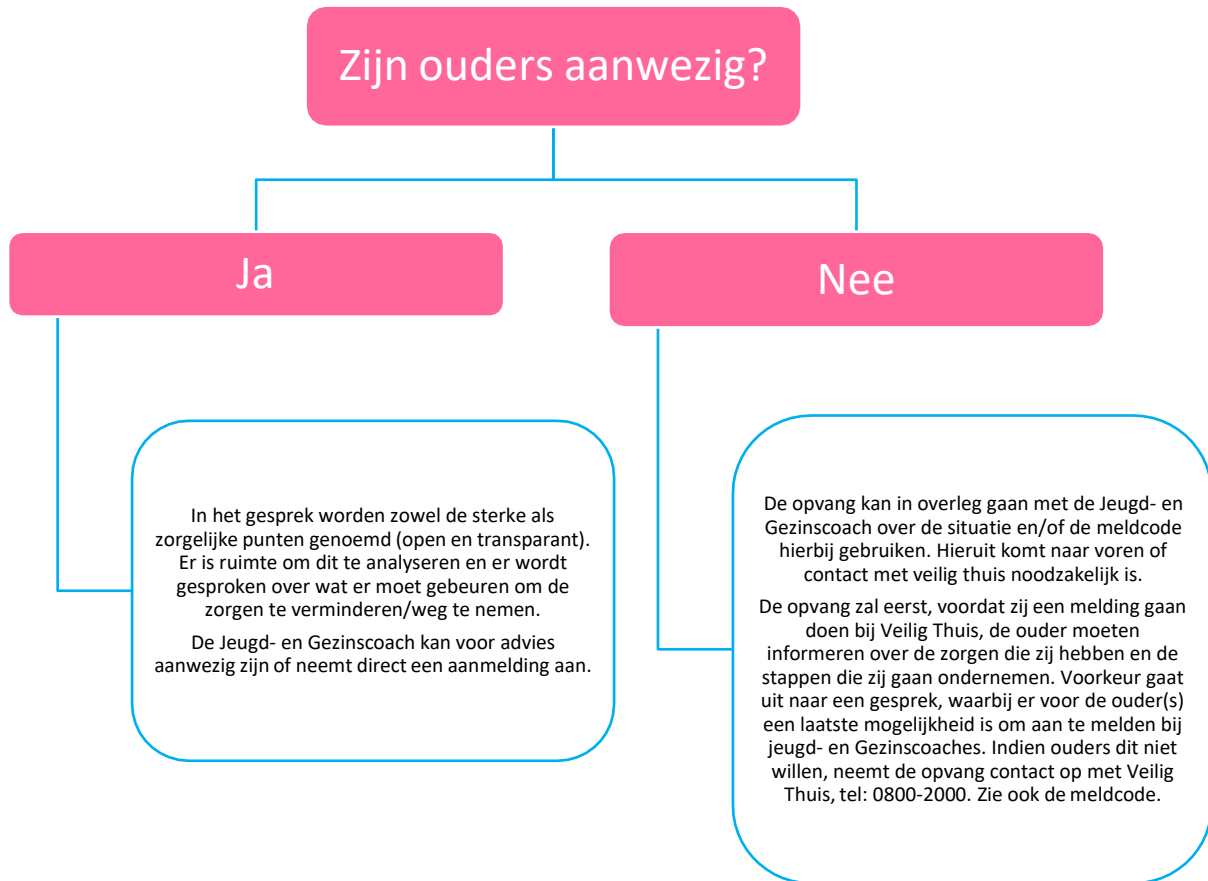 Zijn ouders aanwezig?
Ja
Nee
In het gesprek worden zowel de sterke als
zorgelijke punten genoemd (open en transparant).
Er is ruimte om dit te analyseren en er wordt
gesproken over wat er moet gebeuren om de
zorgen te verminderen/weg te nemen.
De Jeugd- en Gezinscoach kan voor advies
aanwezig zijn of neemt direct een aanmelding aan.
De opvang kan in overleg gaan met de Jeugd- en
Gezinscoach over de situatie en/of de meldcode
hierbij gebruiken. Hieruit komt naar voren of
contact met veilig thuis noodzakelijk is.
De opvang zal eerst, voordat zij een melding gaan
doen bij Veilig Thuis, de ouder moeten
informeren over de zorgen die zij hebben en de
stappen die zij gaan ondernemen. Voorkeur gaat
uit naar een gesprek, waarbij er voor de ouder(s)
een laatste mogelijkheid is om aan te melden bij
jeugd- en Gezinscoaches. Indien ouders dit niet
willen, neemt de opvang contact op met Veilig
Thuis, tel: 0800-2000. Zie ook de meldcode.